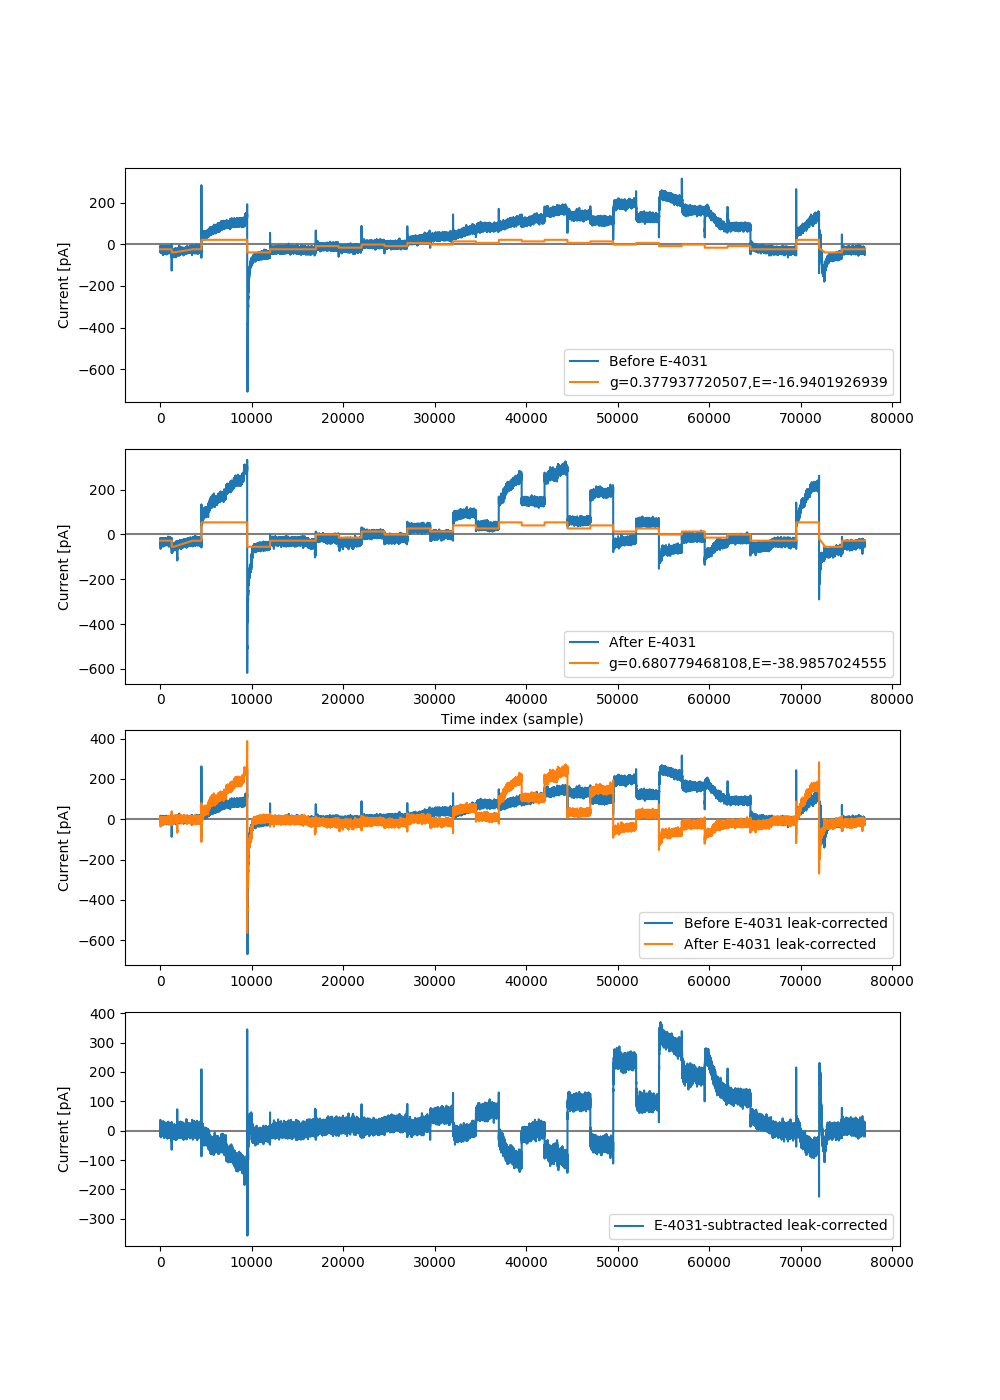 200
0
−200
−400
−600
Current [pA]
Before E-4031
g=0.377937720507,E=-16.9401926939
0 10000 20000 30000 40000 50000 60000 70000 80000
200
0
−200
−400
−600
Current [pA]
After E-4031
g=0.680779468108,E=-38.9857024555
0 10000 20000 30000 40000 50000 60000 70000 80000
Time index (sample)
400
200
0
−200
−400
−600
Current [pA]
Before E-4031 leak-corrected
After E-4031 leak-corrected
0 10000 20000 30000 40000 50000 60000 70000 80000
400
300
200
100
0
−100
−200
−300
Current [pA]
E-4031-subtracted leak-corrected
0 10000 20000 30000 40000 50000 60000 70000 80000